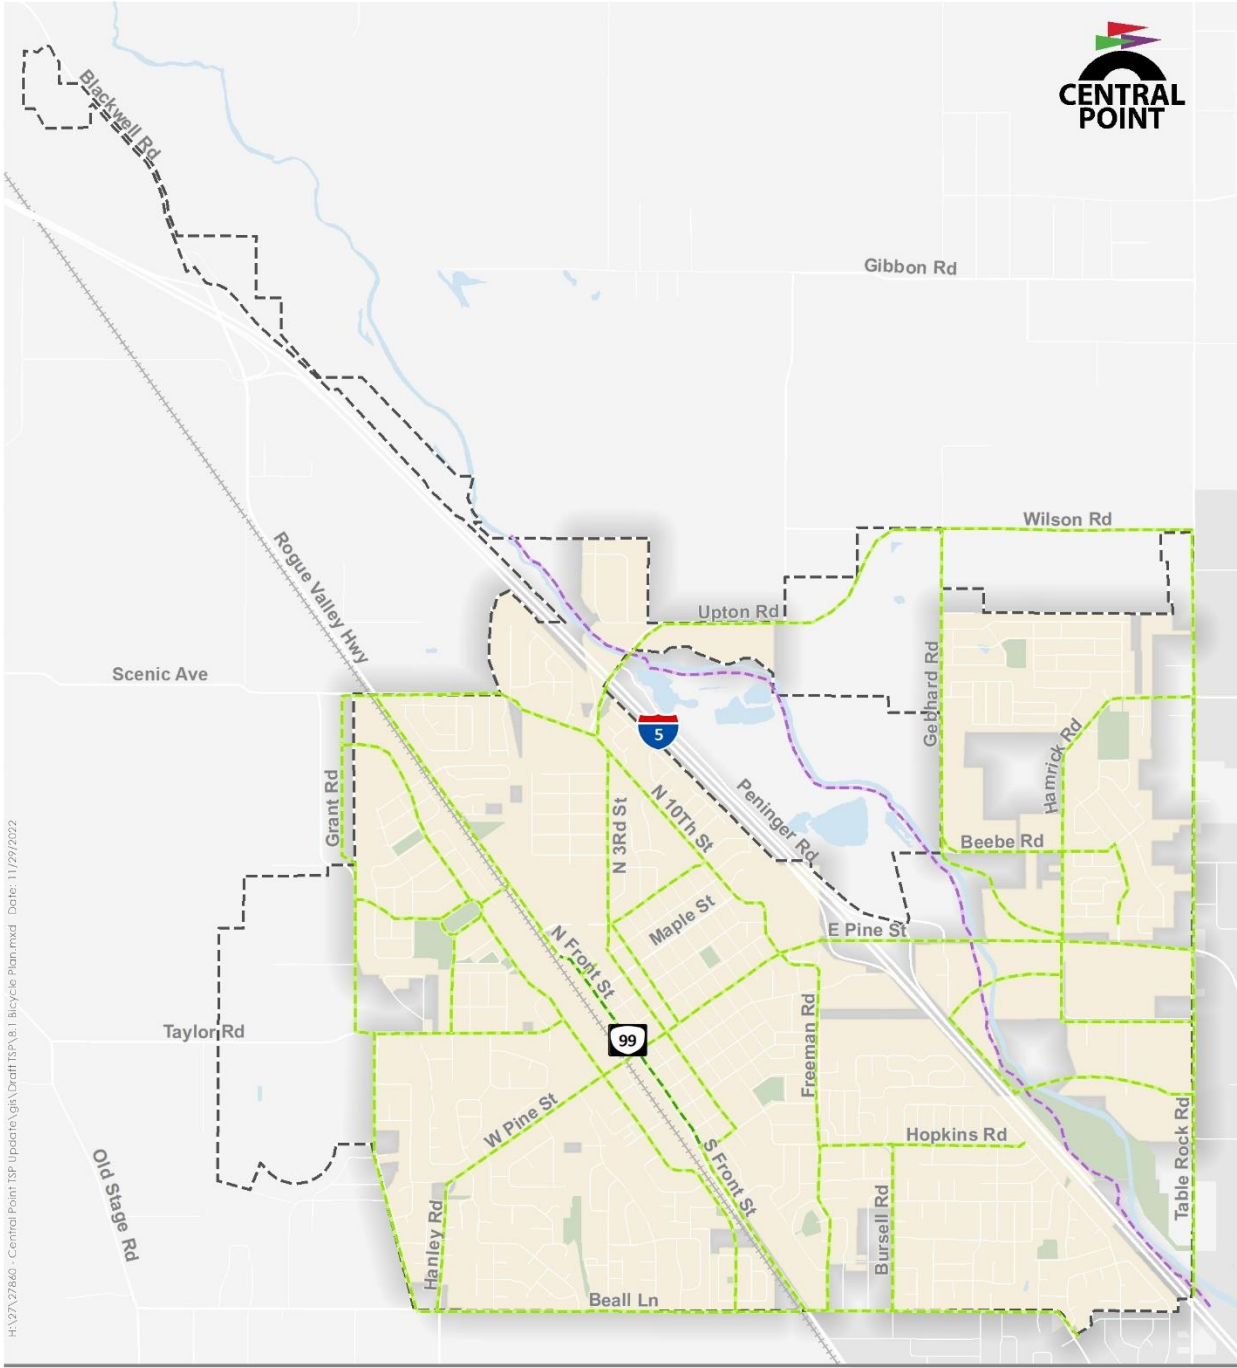 CENTRAL
POINT
Blackwell Rd
Gibbon Rd
Wilson Rd
Rogue Valley Hwy
Upton Rd
Scenic Ave
Gebhard Rd
5
Hamrick Rd
Grant Rd
N 3Rd St
N 10Th St
Peninger Rd
Beebe Rd
Maple St
E Pine St
N Front St
Taylor Rd
99
Freeman Rd
W Pine St
Hopkins Rd
Table Rock Rd
Old Stage Rd
S Front St
Hanley Rd
Bursell Rd
Beall Ln
H:\27\27860 - Central Point TSP Update\gis\Draft TSP\8.1 Bicycle Plan.mxd Date: 11/29/2022